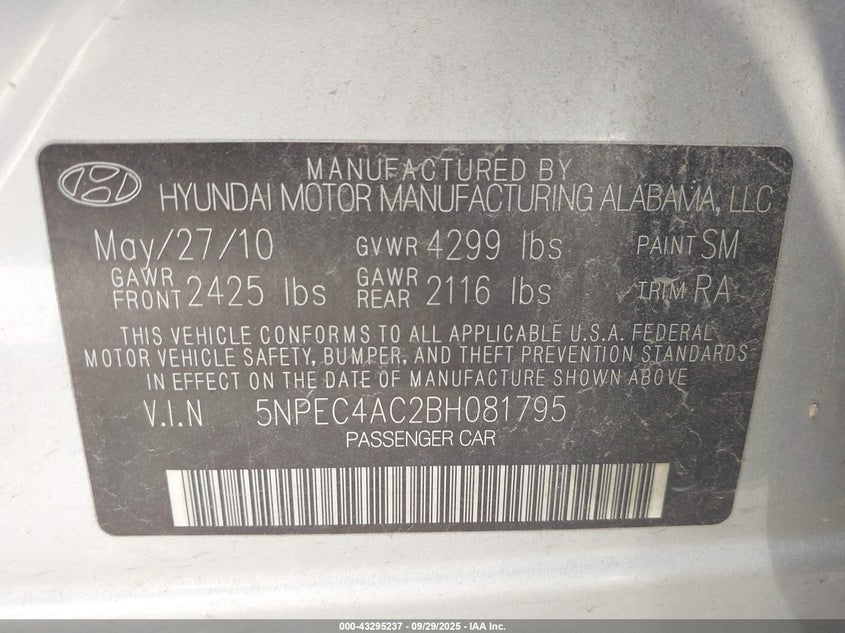 MANUFACTURED BY
HYUNDAI MOTOR MANUFACTURING ALABAMA, LLC
May/27/10 GVWR 4299 lbs PAINT SM
GAWR FRONT 2425 lbs GAWR REAR 2116 lbs TRIM RA
THIS VEHICLE CONFORMS TO ALL APPLICABLE U.S.A. FEDERAL
MOTOR VEHICLE SAFETY, BUMPER, AND THEFT PREVENTION STANDARDS
IN EFFECT ON THE DATE OF MANUFACTURE SHOWN ABOVE
V.I.N 5NPEC4AC2BH081795
PASSENGER CAR
000-43295237 - 09/29/2025 - IAA Inc.